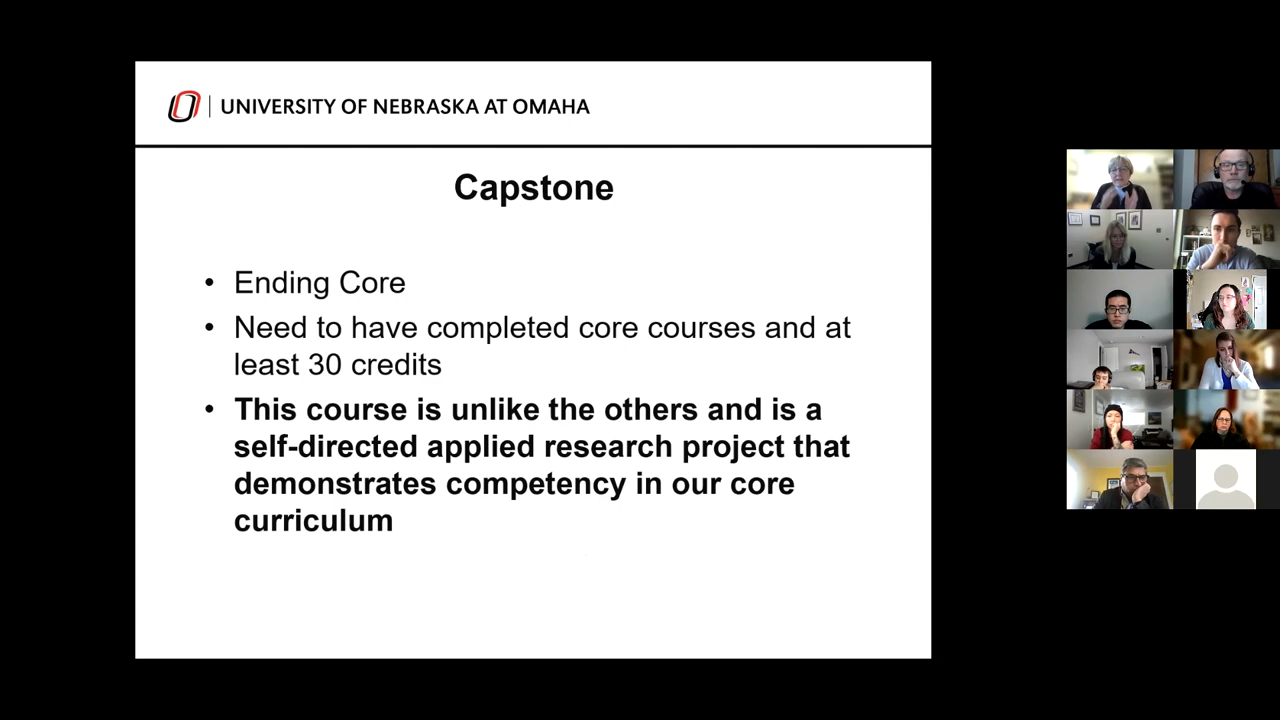 UNIVERSITY OF NEBRASKA AT OMAHA
Capstone
• Ending Core
• Need to have completed core courses and at
least 30 credits
• This course is unlike the others and is a
self-directed applied research project that
demonstrates competency in our core
curriculum